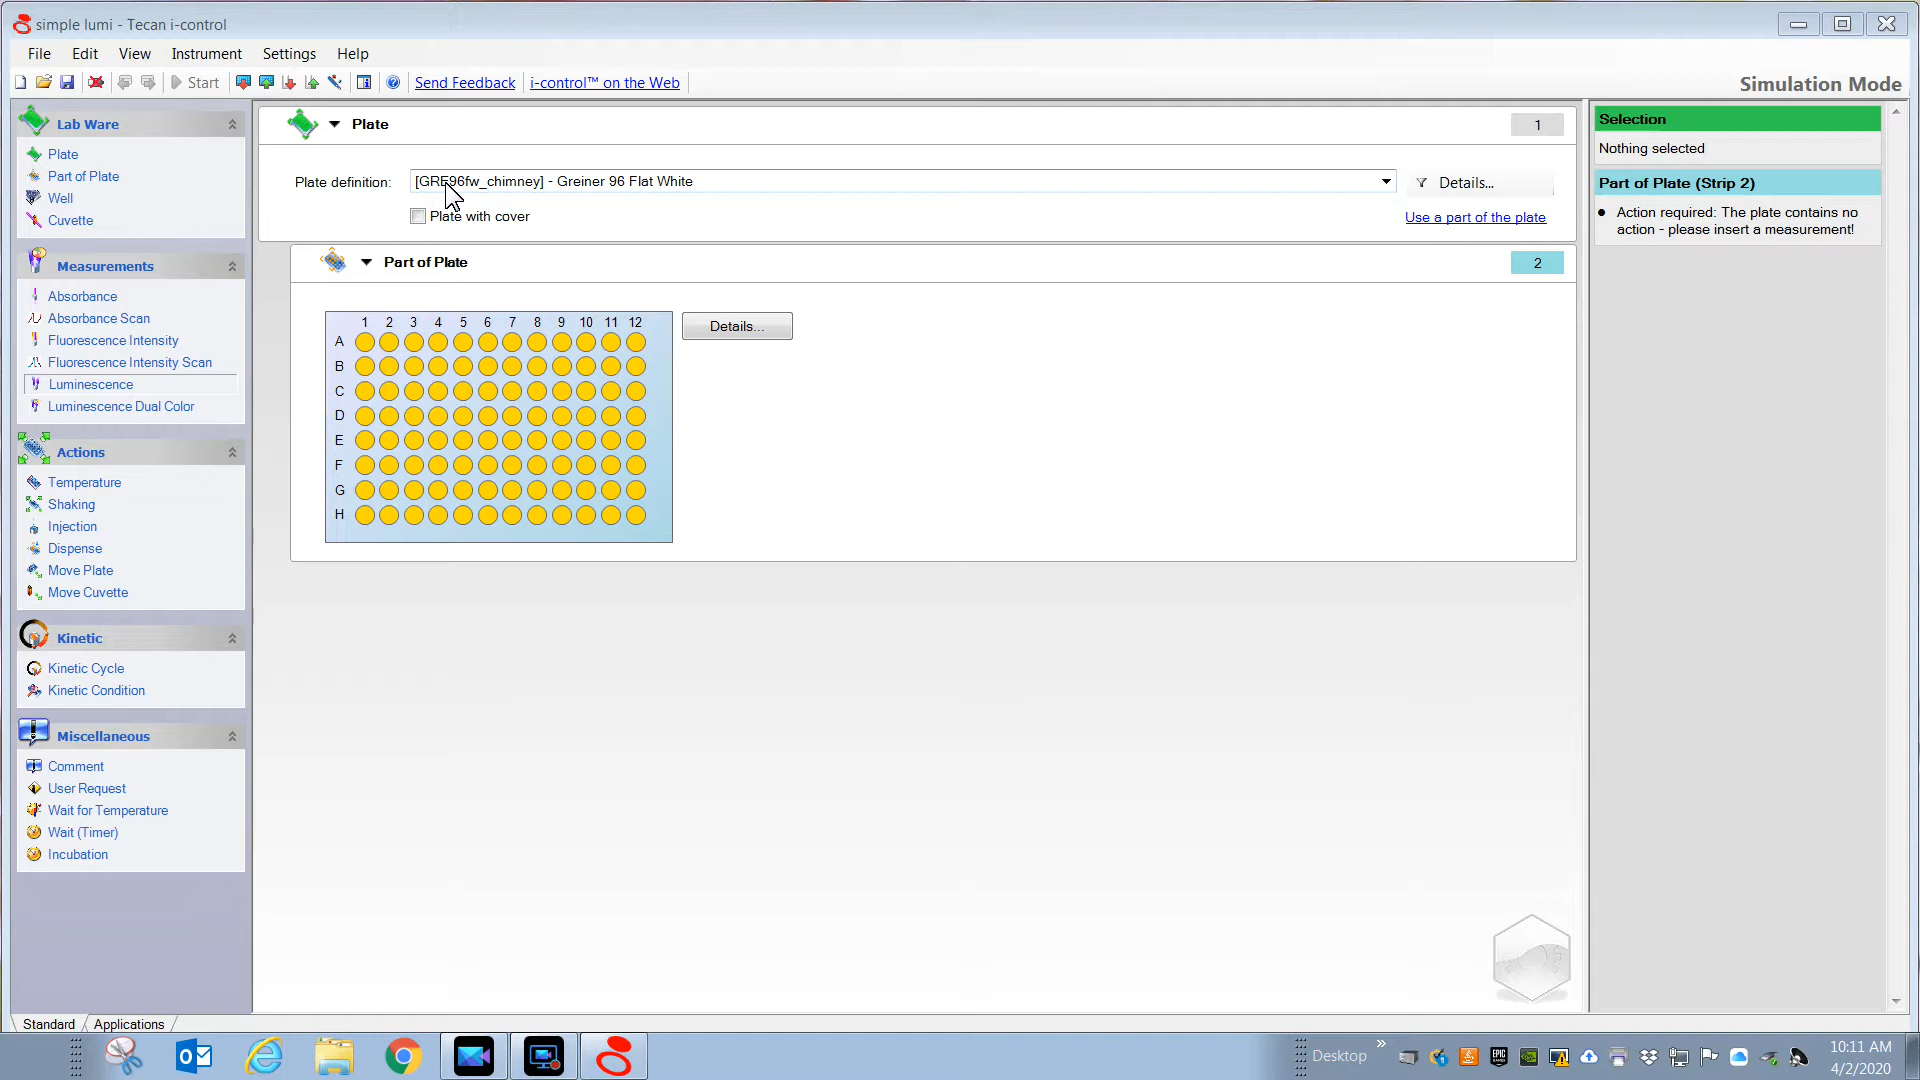 simple lumi - Tecan i-control
File Edit View Instrument Settings Help
Start Send Feedback i-control™ on the Web
Simulation Mode
Lab Ware
Plate
Part of Plate
Well
Cuvette
Measurements
Absorbance
Absorbance Scan
Fluorescence Intensity
Fluorescence Intensity Scan
Luminescence
Luminescence Dual Color
Actions
Temperature
Shaking
Injection
Dispense
Move Plate
Move Cuvette
Kinetic
Kinetic Cycle
Kinetic Condition
Miscellaneous
Comment
User Request
Wait for Temperature
Wait (Timer)
Incubation
Standard Applications
Plate 1
Plate definition: [GRE96fw_chimney] - Greiner 96 Flat White Details...
Plate with cover Use a part of the plate
Part of Plate 2
1 2 3 4 5 6 7 8 9 10 11 12
Details...
A
B
C
D
E
F
G
H
Selection
Nothing selected
Part of Plate (Strip 2)
Action required: The plate contains no
action - please insert a measurement!
Desktop
10:11 AM
4/2/2020